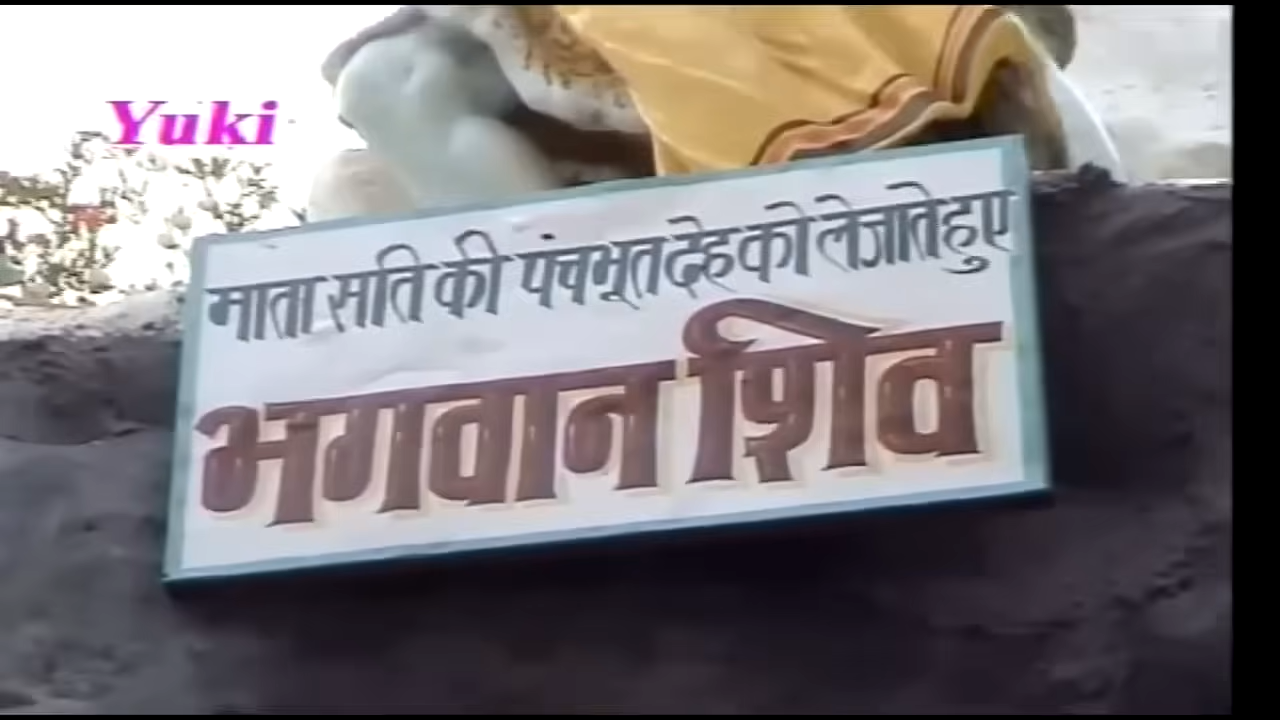 Yuki
माता सति की पंचभूत देह को ले जाते हुए
भगवान शिव